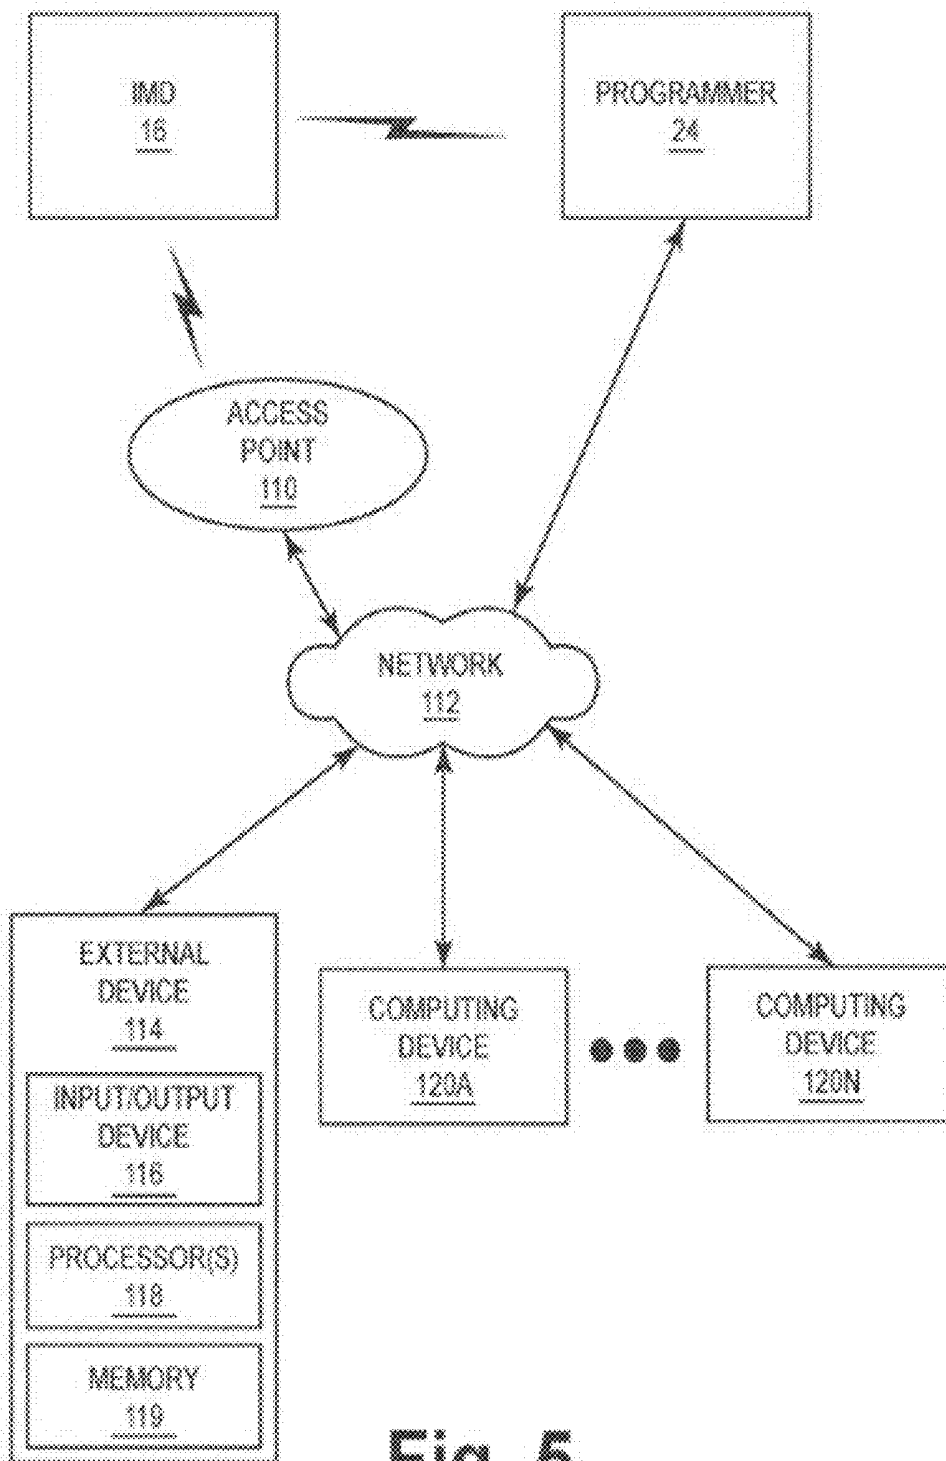 IMD
16
PROGRAMMER
24
ACCESS
POINT
110
NETWORK
112
EXTERNAL
DEVICE
114
INPUT/OUTPUT
DEVICE
116
PROCESSOR(S)
118
MEMORY
119
COMPUTING
DEVICE
120A
COMPUTING
DEVICE
120N
Fig. 5